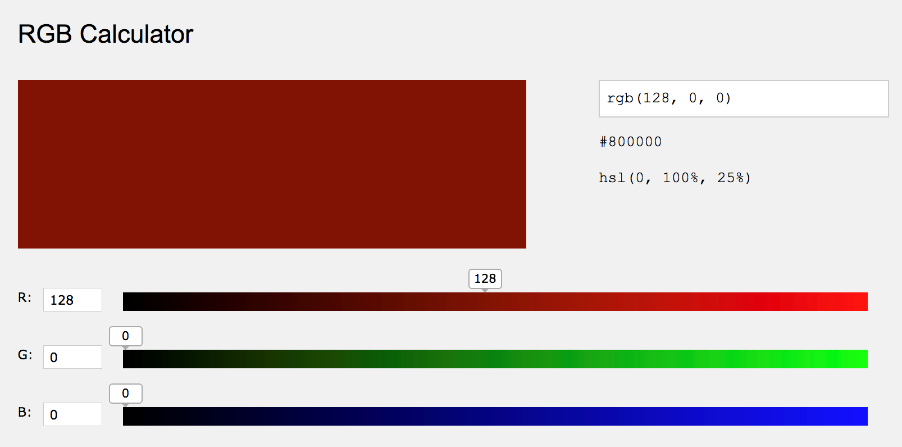 RGB Calculator
rgb(128, 0, 0)
#800000
hsl(0, 100%, 25%)
128
R: 128
0
G: 0
0
B: 0